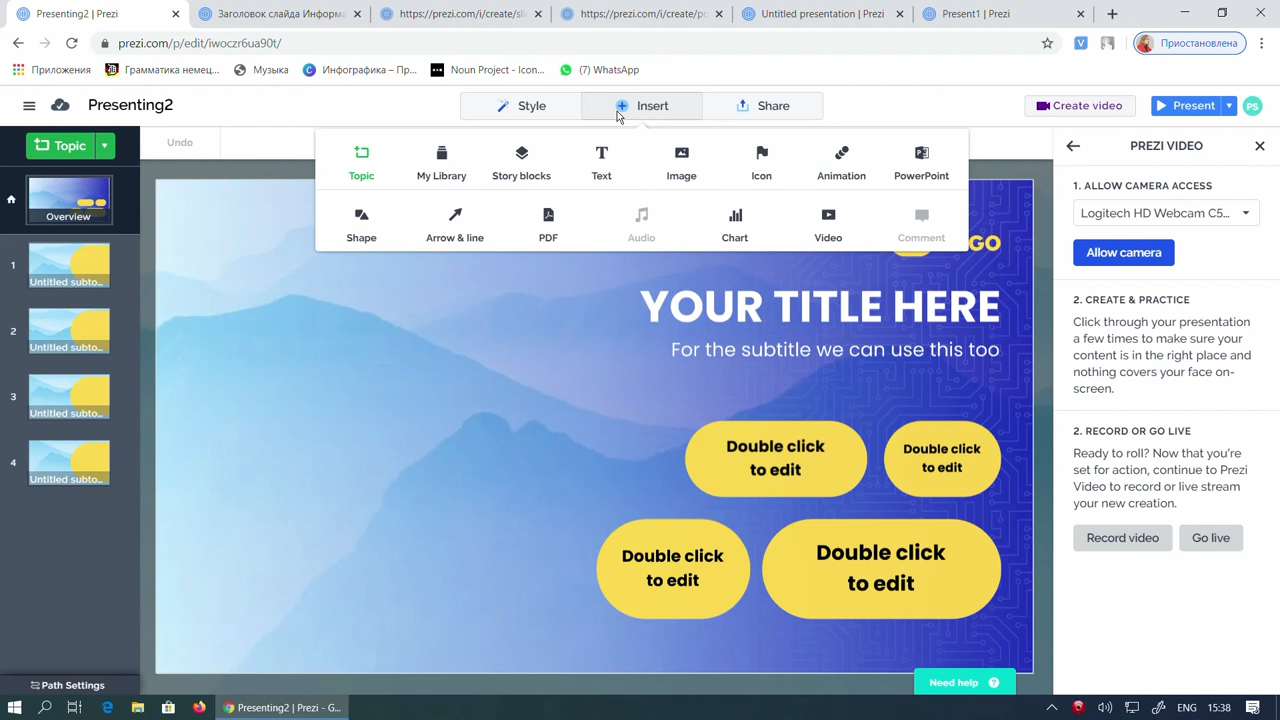 Presenting2 | Prezi
Заголовок слайда Информа
https://prezi.com/i/create/sli
https://prezi.com/i/create/po
Untitled presentation | Prezi
Present1 | Prezi
prezi.com/p/edit/iwoczr6ua90t/
Приостановлена
Приложения
Грамматика немец...
Музыка
Инфографика – Пр...
Noun Project - Icon...
(7) WhatsApp
Presenting2
Style
Insert
Share
Create video
Present
PS
Topic
Undo
Topic
My Library
Story blocks
Text
Image
Icon
Animation
PowerPoint
Shape
Arrow & line
PDF
Audio
Chart
Video
Comment
Overview
1
Untitled subto...
2
Untitled subto...
3
Untitled subto...
4
Untitled subto...
Path Settings
GO
YOUR TITLE HERE
For the subtitle we can use this too
Double click
to edit
Double click
to edit
Double click
to edit
Double click
to edit
Need help ?
PREZI VIDEO
1. ALLOW CAMERA ACCESS
Logitech HD Webcam C5...
Allow camera
2. CREATE & PRACTICE
Click through your presentation
a few times to make sure your
content is in the right place and
nothing covers your face on-
screen.
2. RECORD OR GO LIVE
Ready to roll? Now that you're
set for action, continue to Prezi
Video to record or live stream
your new creation.
Record video
Go live
Presenting2 | Prezi - G...
ENG
15:38